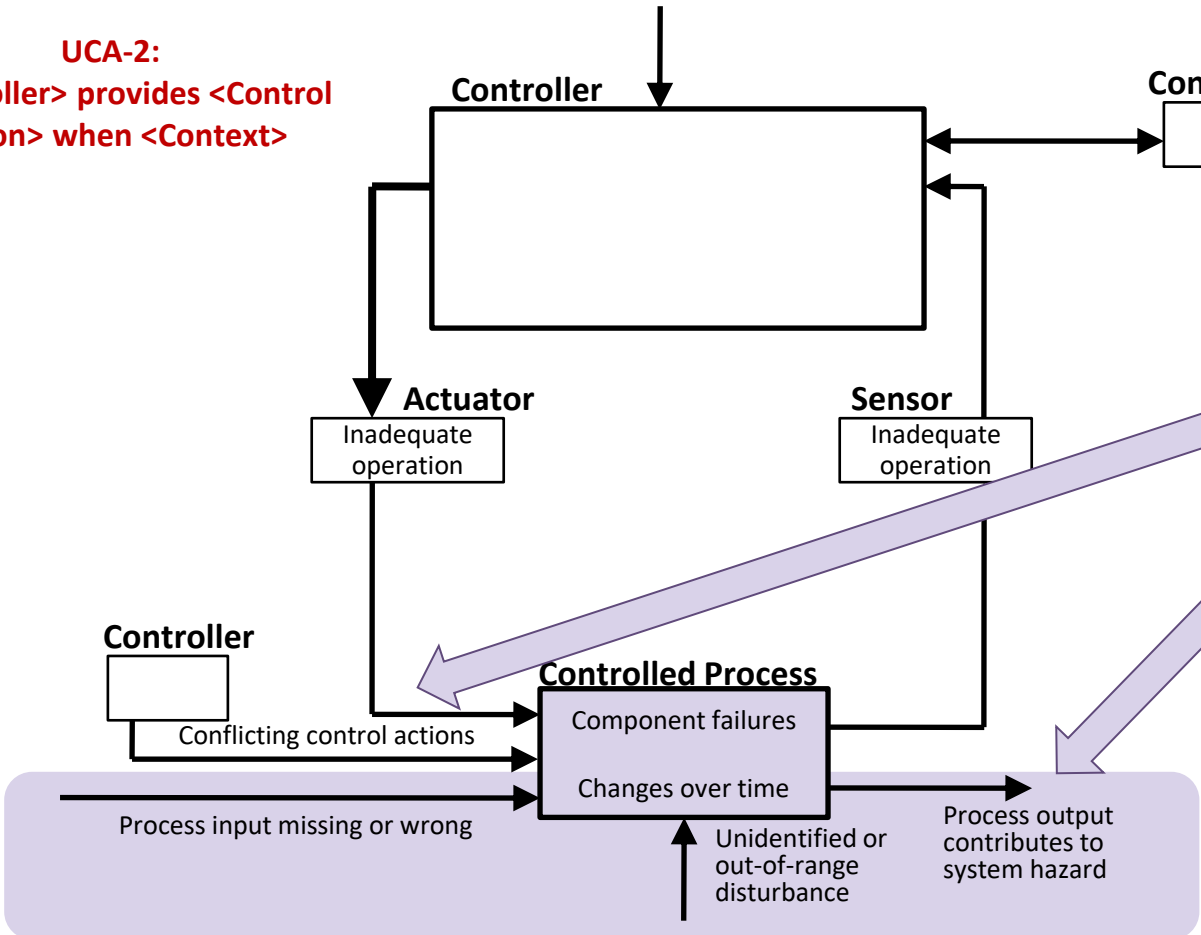 UCA-2:
ller> provides <Control
on> when <Context>
Controller
Con
Actuator
Inadequate
operation
Sensor
Inadequate
operation
Controller
Conflicting control actions
Controlled Process
Component failures
Changes over time
Process input missing or wrong
Unidentified or
out-of-range
disturbance
Process output
contributes to
system hazard